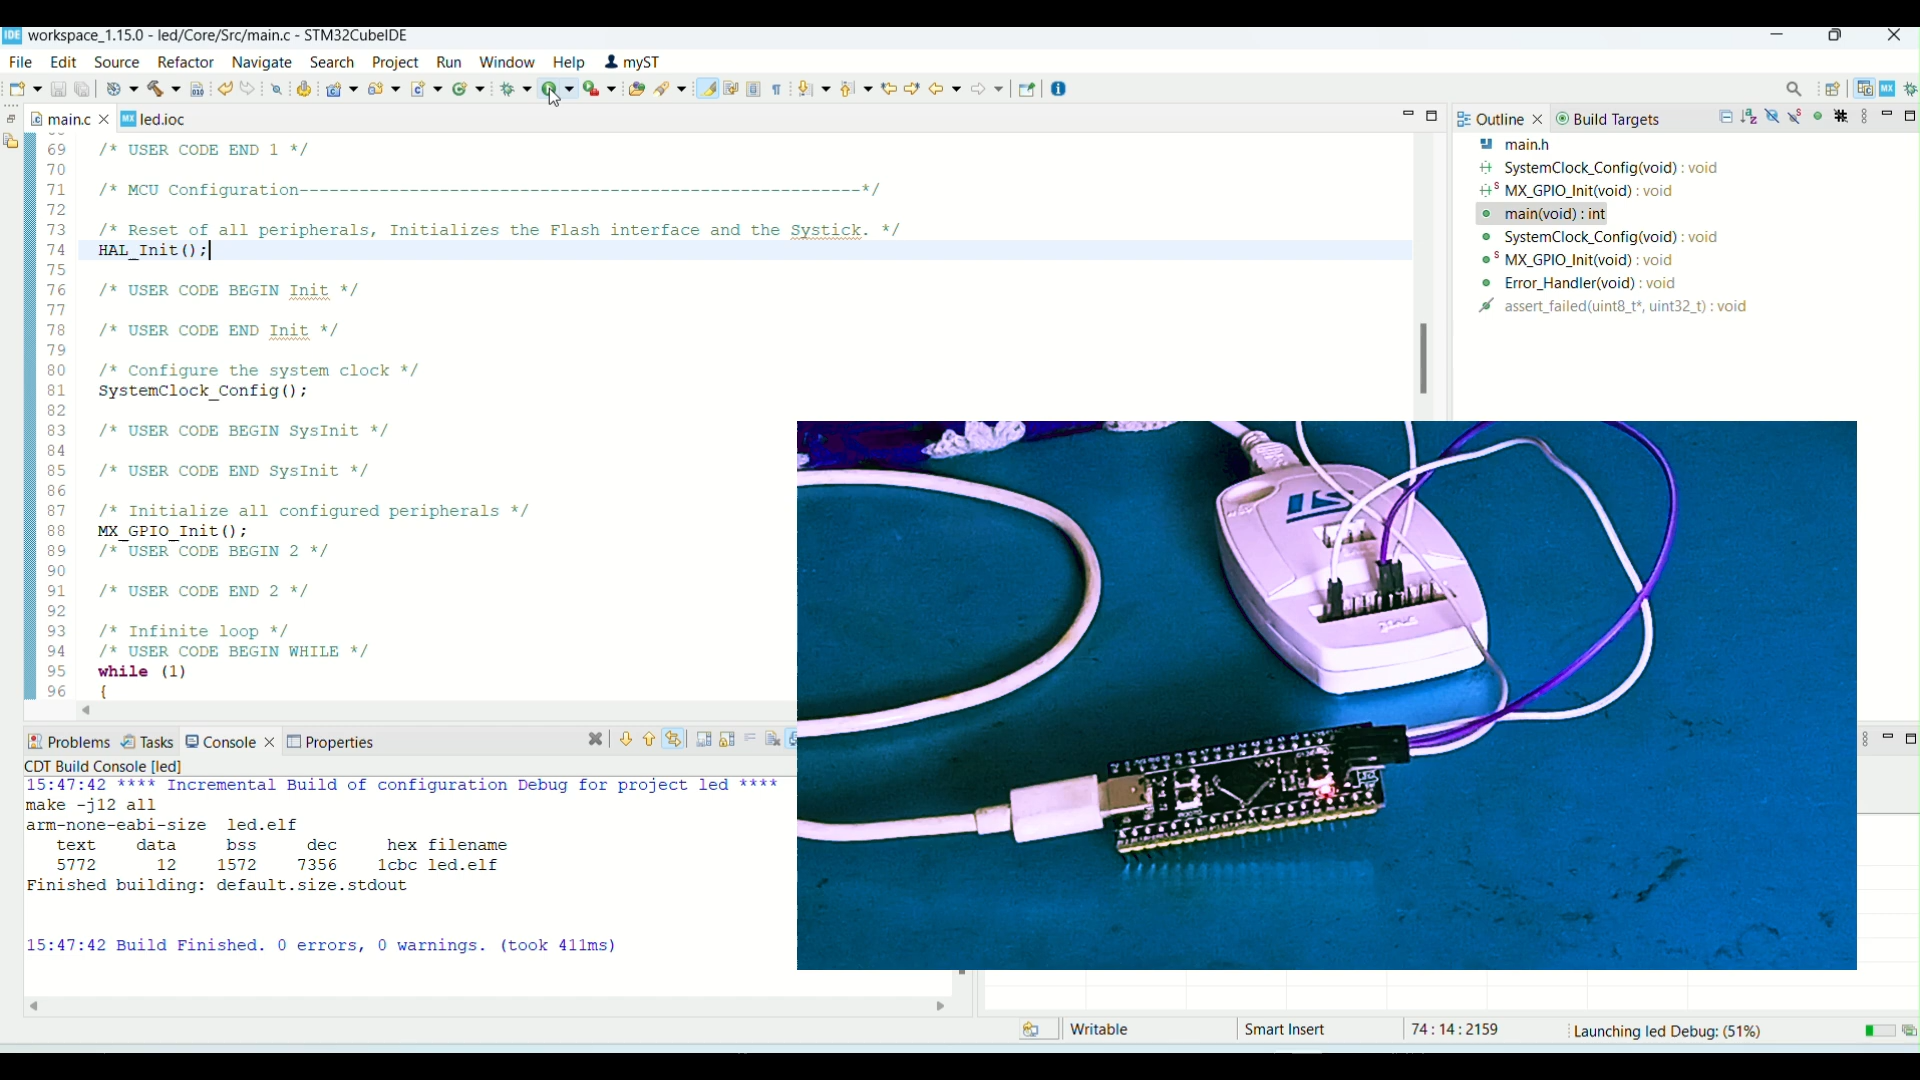 IDE workspace_1.15.0 - led/Core/Src/main.c - STM32CubeIDE
File Edit Source Refactor Navigate Search Project Run Window Help myST
main.c led.ioc
69 /* USER CODE END 1 */
70
71 /* MCU Configuration--------------------------------------------------------*/
72
73 /* Reset of all peripherals, Initializes the Flash interface and the Systick. */
74 HAL_Init();
75
76 /* USER CODE BEGIN Init */
77
78 /* USER CODE END Init */
79
80 /* Configure the system clock */
81 SystemClock_Config();
82
83 /* USER CODE BEGIN SysInit */
84
85 /* USER CODE END SysInit */
86
87 /* Initialize all configured peripherals */
88 MX_GPIO_Init();
89 /* USER CODE BEGIN 2 */
90
91 /* USER CODE END 2 */
92
93 /* Infinite loop */
94 /* USER CODE BEGIN WHILE */
95 while (1)
96 {
Outline Build Targets
main.h
SystemClock_Config(void) : void
MX_GPIO_Init(void) : void
main(void) : int
SystemClock_Config(void) : void
MX_GPIO_Init(void) : void
Error_Handler(void) : void
assert_failed(uint8_t*, uint32_t) : void
ST
Problems Tasks Console Properties
CDT Build Console [led]
15:47:42 **** Incremental Build of configuration Debug for project led ****
make -j12 all
arm-none-eabi-size led.elf
text data bss dec hex filename
5772 12 1572 7356 1cbc led.elf
Finished building: default.size.stdout
15:47:42 Build Finished. 0 errors, 0 warnings. (took 411ms)
Writable Smart Insert 74 : 14 : 2159 Launching led Debug: (51%)